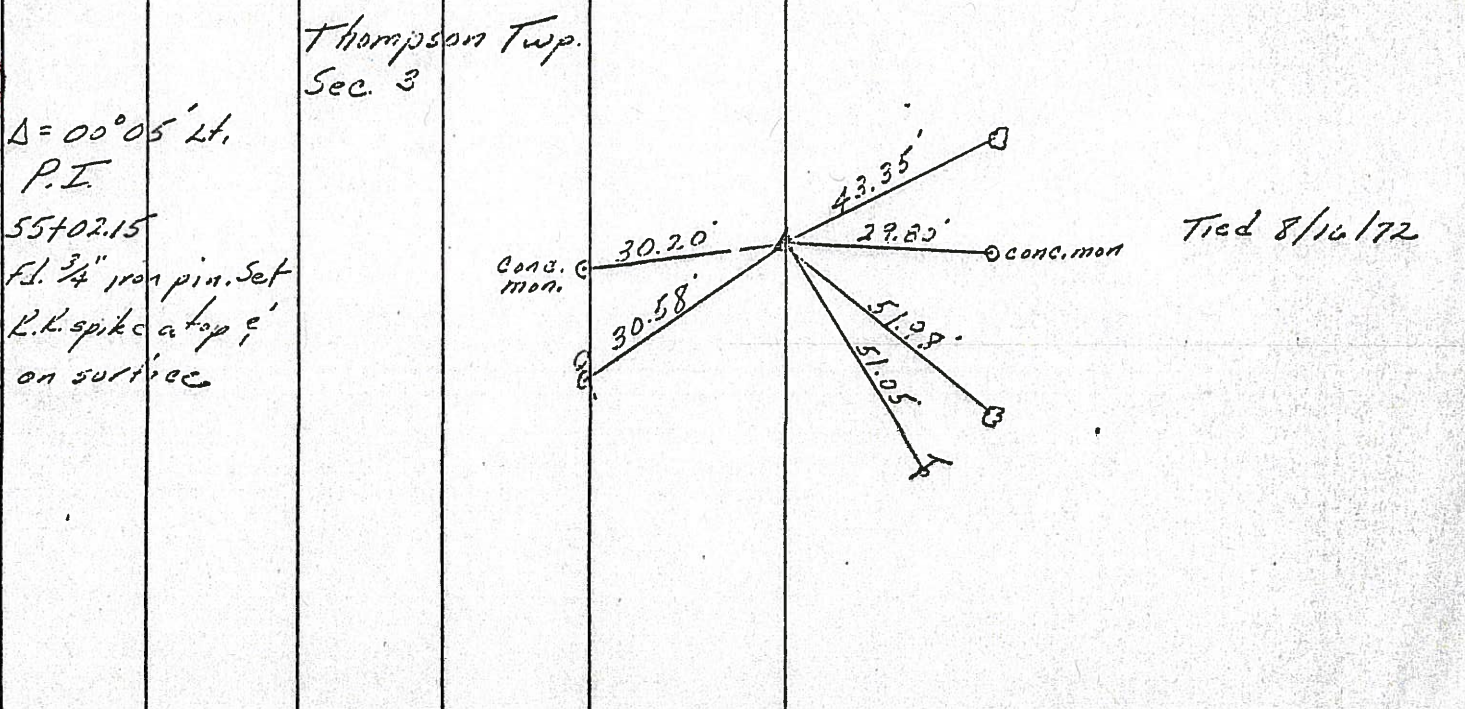 Thompson Twp.
Sec. 3
Δ = 00°05' Lt.
P.I.
55+02.15
Fd. 3/4" iron pin. Set
R.R. spike atop &
on surface
43.35'
30.20'
29.80'
conc.
mon.
conc. mon
Tied 8/16/72
30.58'
51.98'
51.05'